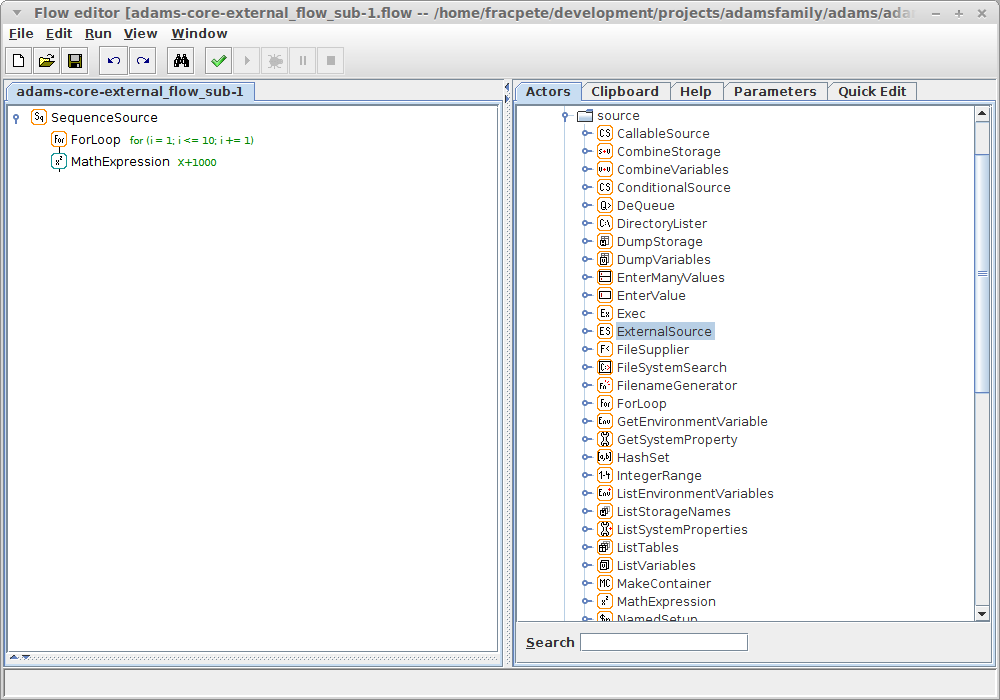 Flow editor [adams-core-external_flow_sub-1.flow -- /home/fracpete/development/projects/adamsfamily/adams/ada
File Edit Run View Window
adams-core-external_flow_sub-1
SequenceSource
ForLoop for (i = 1; i <= 10; i += 1)
MathExpression X+1000
Actors Clipboard Help Parameters Quick Edit
source
CallableSource
CombineStorage
CombineVariables
ConditionalSource
DeQueue
DirectoryLister
DumpStorage
DumpVariables
EnterManyValues
EnterValue
Exec
ExternalSource
FileSupplier
FileSystemSearch
FilenameGenerator
ForLoop
GetEnvironmentVariable
GetSystemProperty
HashSet
IntegerRange
ListEnvironmentVariables
ListStorageNames
ListSystemProperties
ListTables
ListVariables
MakeContainer
MathExpression
NamedSetup
Search